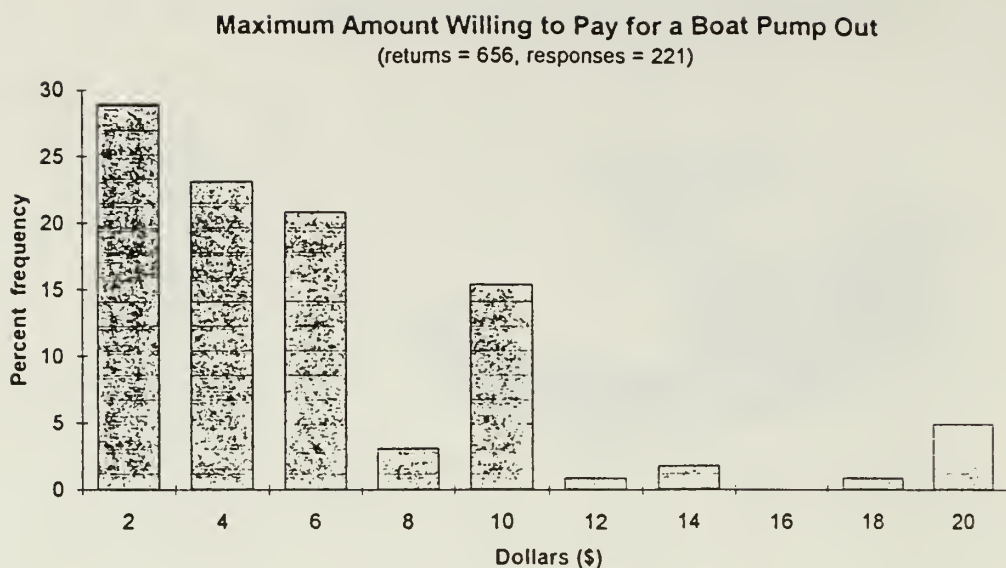 Maximum Amount Willing to Pay for a Boat Pump Out
(returns = 656, responses = 221)
30
25
20
15
10
5
0
Percent frequency
2 4 6 8 10 12 14 16 18 20
Dollars ($)